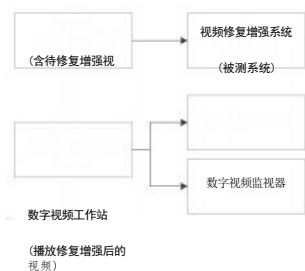 视频修复增强系统
(含待修复增强视
(被测系统)
数字视频监视器
数字视频工作站
(播放修复增强后的
视频)